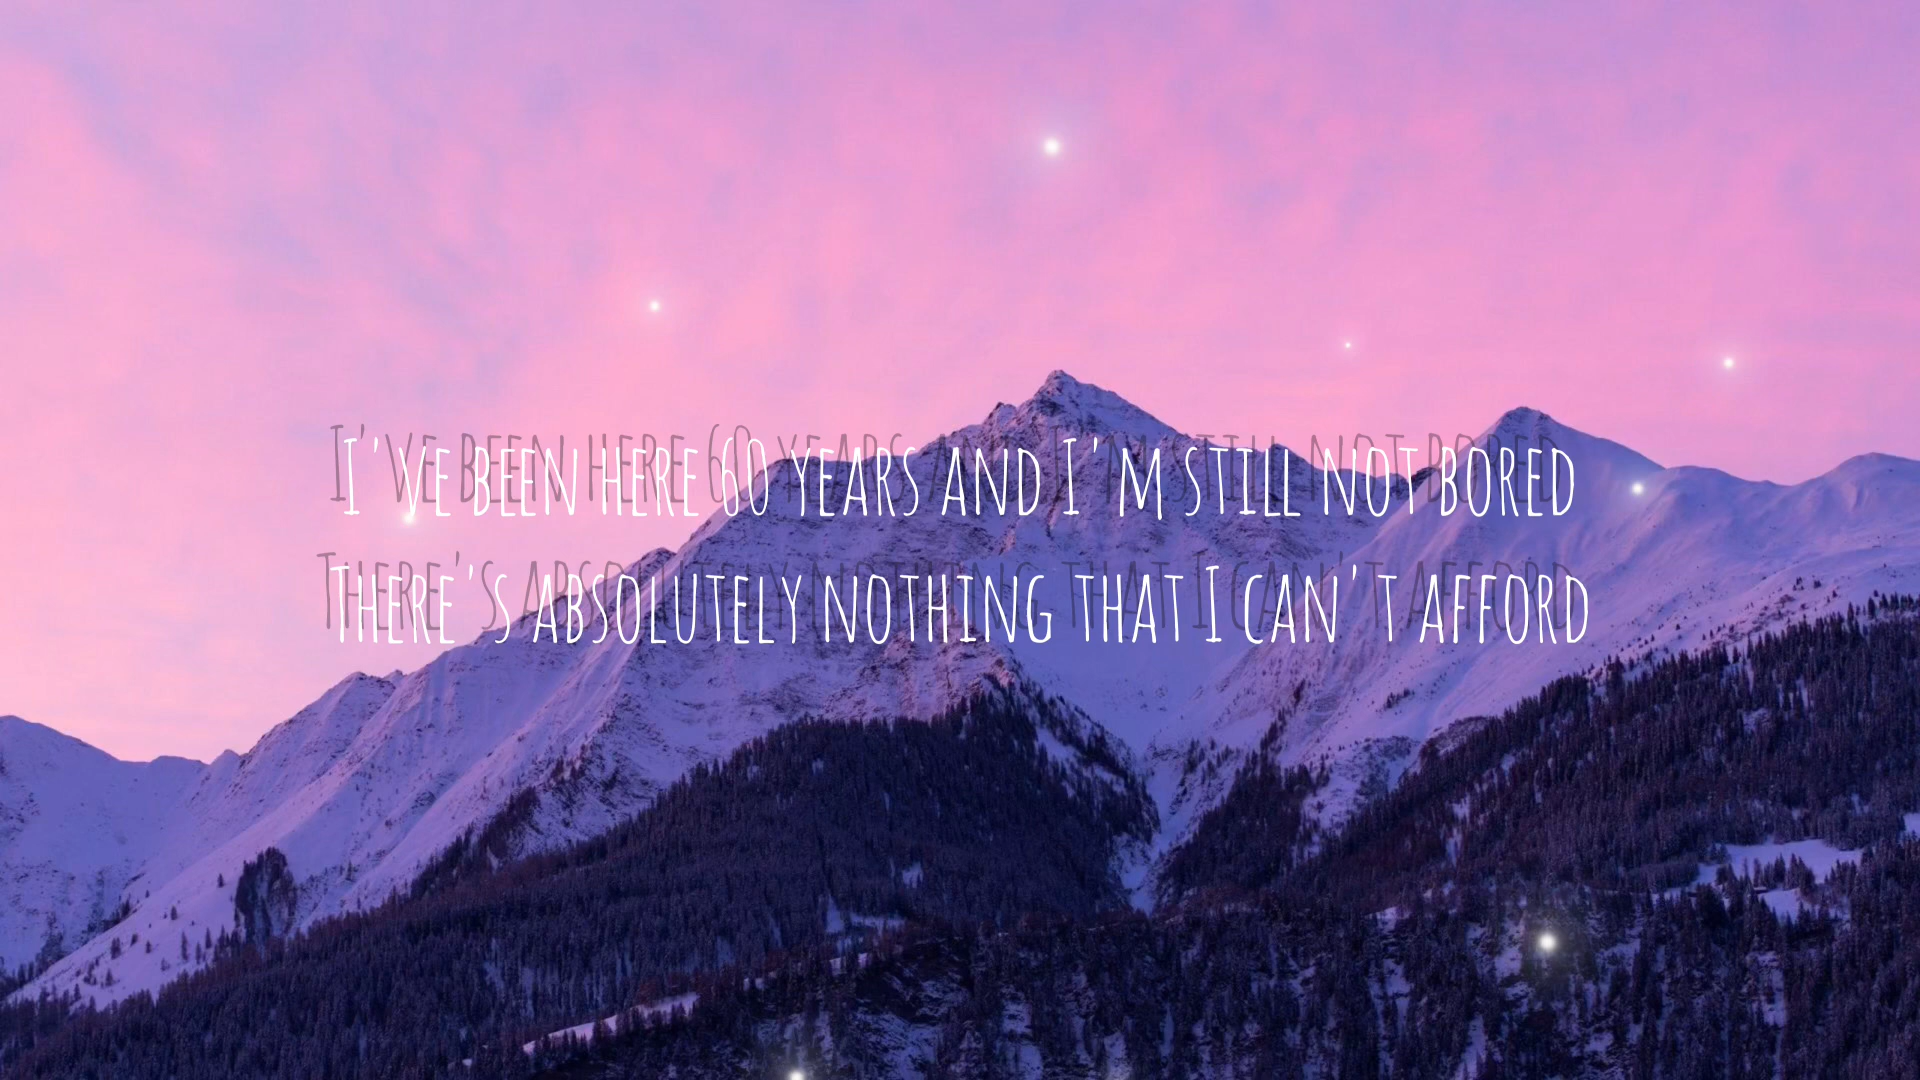 I've been here 60 years and I'm still not bored
There's absolutely nothing that I can't afford